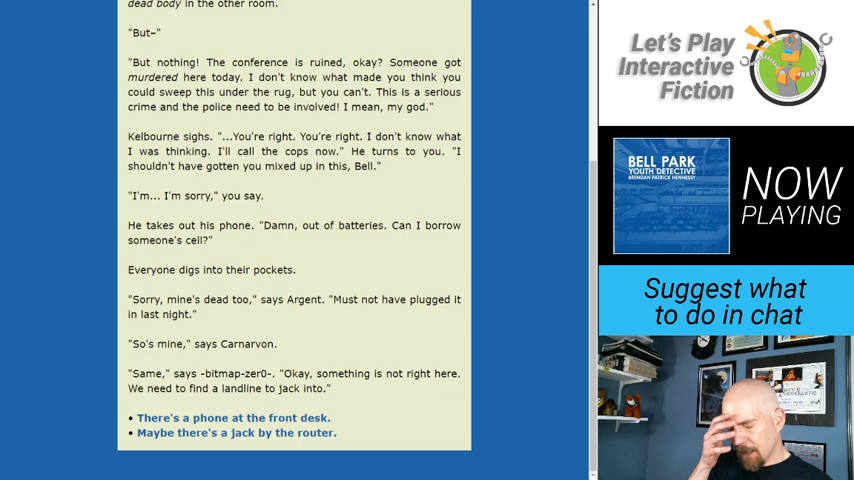 dead body in the other room.
"But–"
"But nothing! The conference is ruined, okay? Someone got
murdered here today. I don't know what made you think you
could sweep this under the rug, but you can't. This is a serious
crime and the police need to be involved! I mean, my god."
Kelbourne sighs. "...You're right. You're right. I don't know what
I was thinking. I'll call the cops now." He turns to you. "I
shouldn't have gotten you mixed up in this, Bell."
"I'm... I'm sorry," you say.
He takes out his phone. "Damn, out of batteries. Can I borrow
someone's cell?"
Everyone digs into their pockets.
"Sorry, mine's dead too," says Argent. "Must not have plugged it
in last night."
"So's mine," says Carnarvon.
"Same," says -bitmap-zer0-. "Okay, something is not right here.
We need to find a landline to jack into."
• There's a phone at the front desk.
• Maybe there's a jack by the router.
Let's Play
Interactive
Fiction
BELL PARK
YOUTH DETECTIVE
BRENDAN PATRICK HENNESSY
NOW
PLAYING
Suggest what
to do in chat